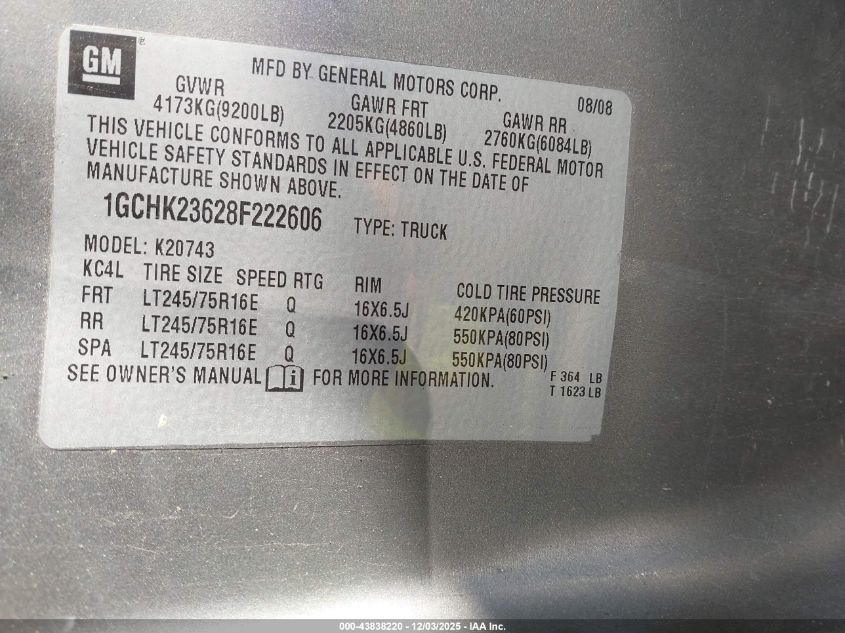 GM ®
MFD BY GENERAL MOTORS CORP. 08/08
GVWR GAWR FRT GAWR RR
4173KG(9200LB) 2205KG(4860LB) 2760KG(6084LB)
THIS VEHICLE CONFORMS TO ALL APPLICABLE U.S. FEDERAL MOTOR
VEHICLE SAFETY STANDARDS IN EFFECT ON THE DATE OF
MANUFACTURE SHOWN ABOVE.
1GCHK23628F222606 TYPE: TRUCK
MODEL: K20743
KC4L TIRE SIZE SPEED RTG RIM COLD TIRE PRESSURE
FRT LT245/75R16E Q 16X6.5J 420KPA(60PSI)
RR LT245/75R16E Q 16X6.5J 550KPA(80PSI)
SPA LT245/75R16E Q 16X6.5J 550KPA(80PSI)
SEE OWNER'S MANUAL i FOR MORE INFORMATION.
F 364 LB
T 1623 LB
000-43838220 - 12/03/2025 - IAA Inc.